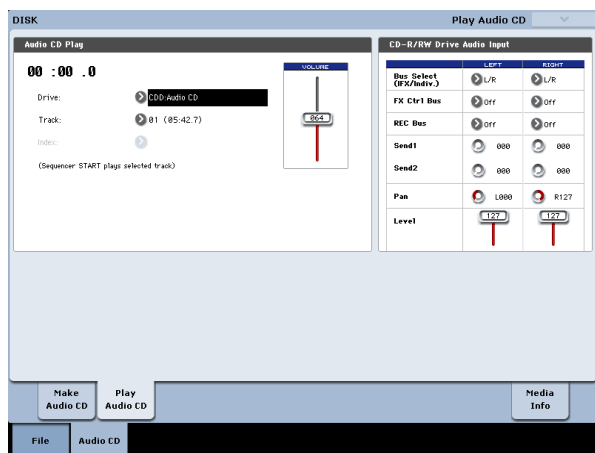 DISK
Play Audio CD
Audio CD Play
00 :00 .0
VOLUME
Drive:
CDD:Audio CD
Track:
01 (05:42.7)
064
Index:
(Sequencer START plays selected track)
CD-R/RW Drive Audio Input
LEFT RIGHT
Bus Select (IFX/Indiv.) L/R L/R
FX Ctrl Bus Off Off
REC Bus Off Off
Send1 000 000
Send2 000 000
Pan L000 R127
Level 127 127
Make Audio CD
Play Audio CD
Media Info
File
Audio CD